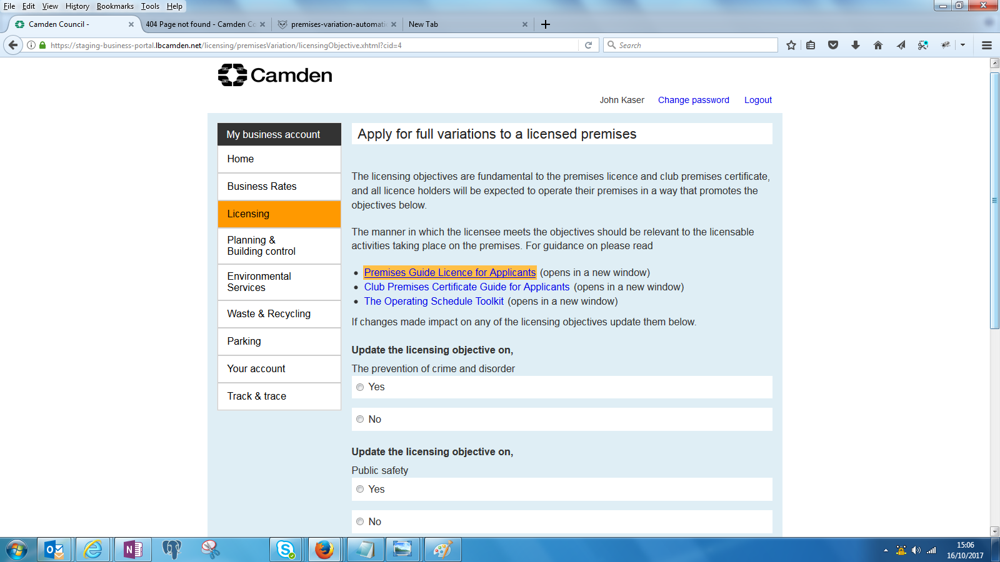 File Edit View History Bookmarks Tools Help
Camden Council -
404 Page not found - Camden Co
premises-variation-automati
New Tab
https://staging-business-portal.lbcamden.net/licensing/premisesVariation/licensingObjective.xhtml?cid=4
Search
Camden
John Kaser Change password Logout
My business account
Home
Business Rates
Licensing
Planning &
Building control
Environmental
Services
Waste & Recycling
Parking
Your account
Track & trace
Apply for full variations to a licensed premises
The licensing objectives are fundamental to the premises licence and club premises certificate,
and all licence holders will be expected to operate their premises in a way that promotes the
objectives below.
The manner in which the licensee meets the objectives should be relevant to the licensable
activities taking place on the premises. For guidance on please read
• Premises Guide Licence for Applicants (opens in a new window)
• Club Premises Certificate Guide for Applicants (opens in a new window)
• The Operating Schedule Toolkit (opens in a new window)
If changes made impact on any of the licensing objectives update them below.
Update the licensing objective on,
The prevention of crime and disorder
Yes
No
Update the licensing objective on,
Public safety
Yes
No
15:06
16/10/2017